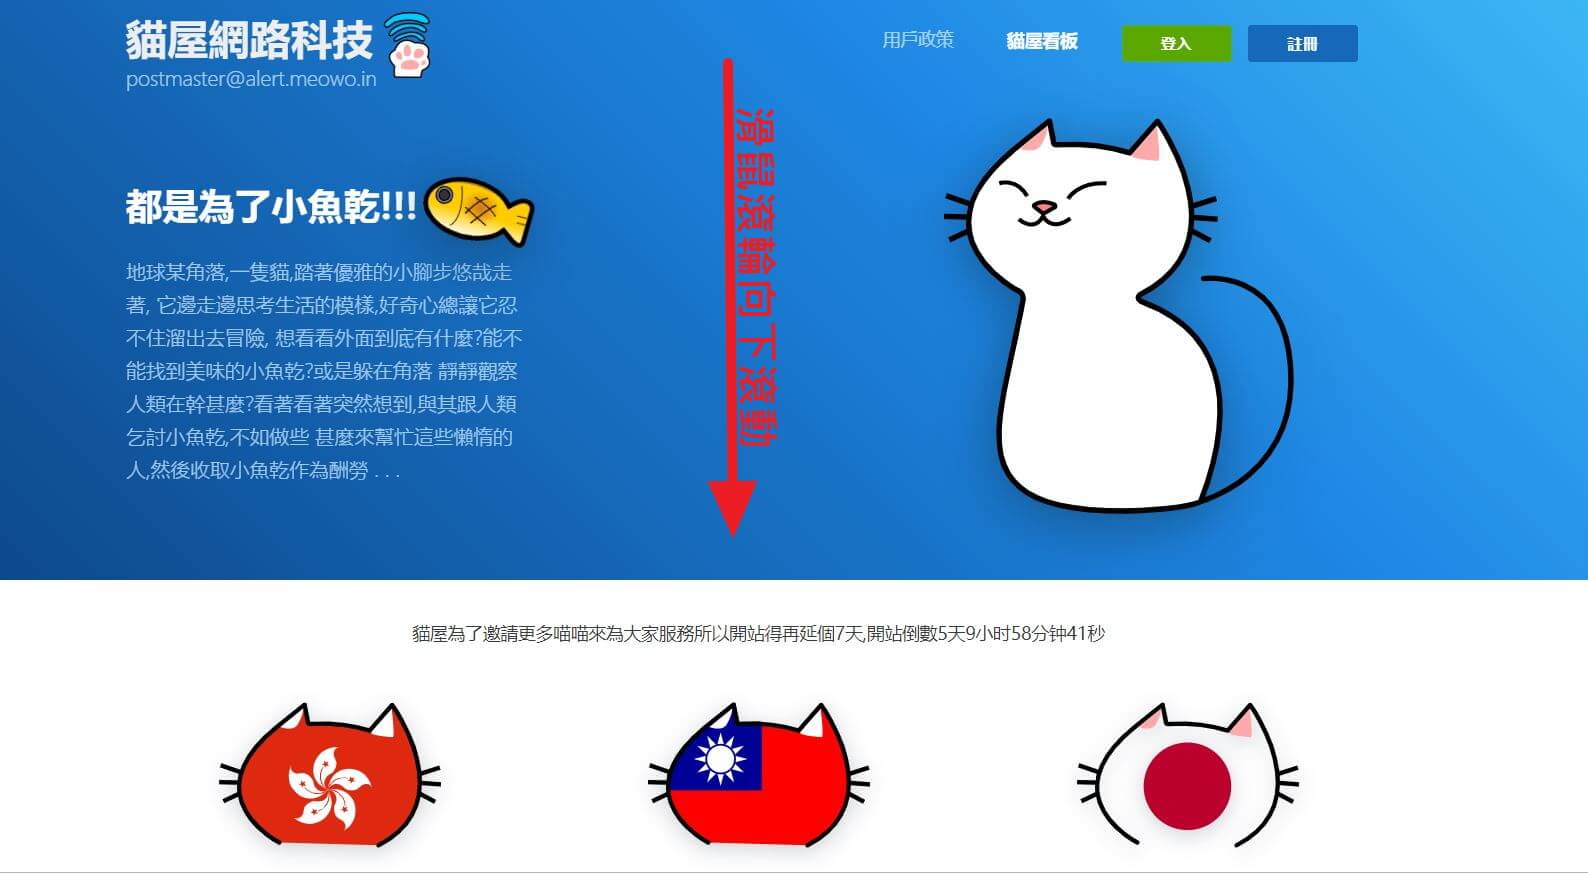 貓屋網路科技
postmaster@alert.meowo.in
用戶政策
貓屋看板
登入
註冊
都是為了小魚乾!!!
地球某角落,一隻貓,踏著優雅的小腳步悠哉走
著, 它邊走邊思考生活的模樣,好奇心總讓它忍
不住溜出去冒險, 想看看外面到底有什麼?能不
能找到美味的小魚乾?或是躲在角落 靜靜觀察
人類在幹甚麼?看著看著突然想到,與其跟人類
乞討小魚乾,不如做些 甚麼來幫忙這些懶惰的
人,然後收取小魚乾作為酬勞 . . .
滑鼠滾輪向下滾動
貓屋為了邀請更多喵喵來為大家服務所以開站得再延個7天,開站倒數5天9小时58分钟41秒